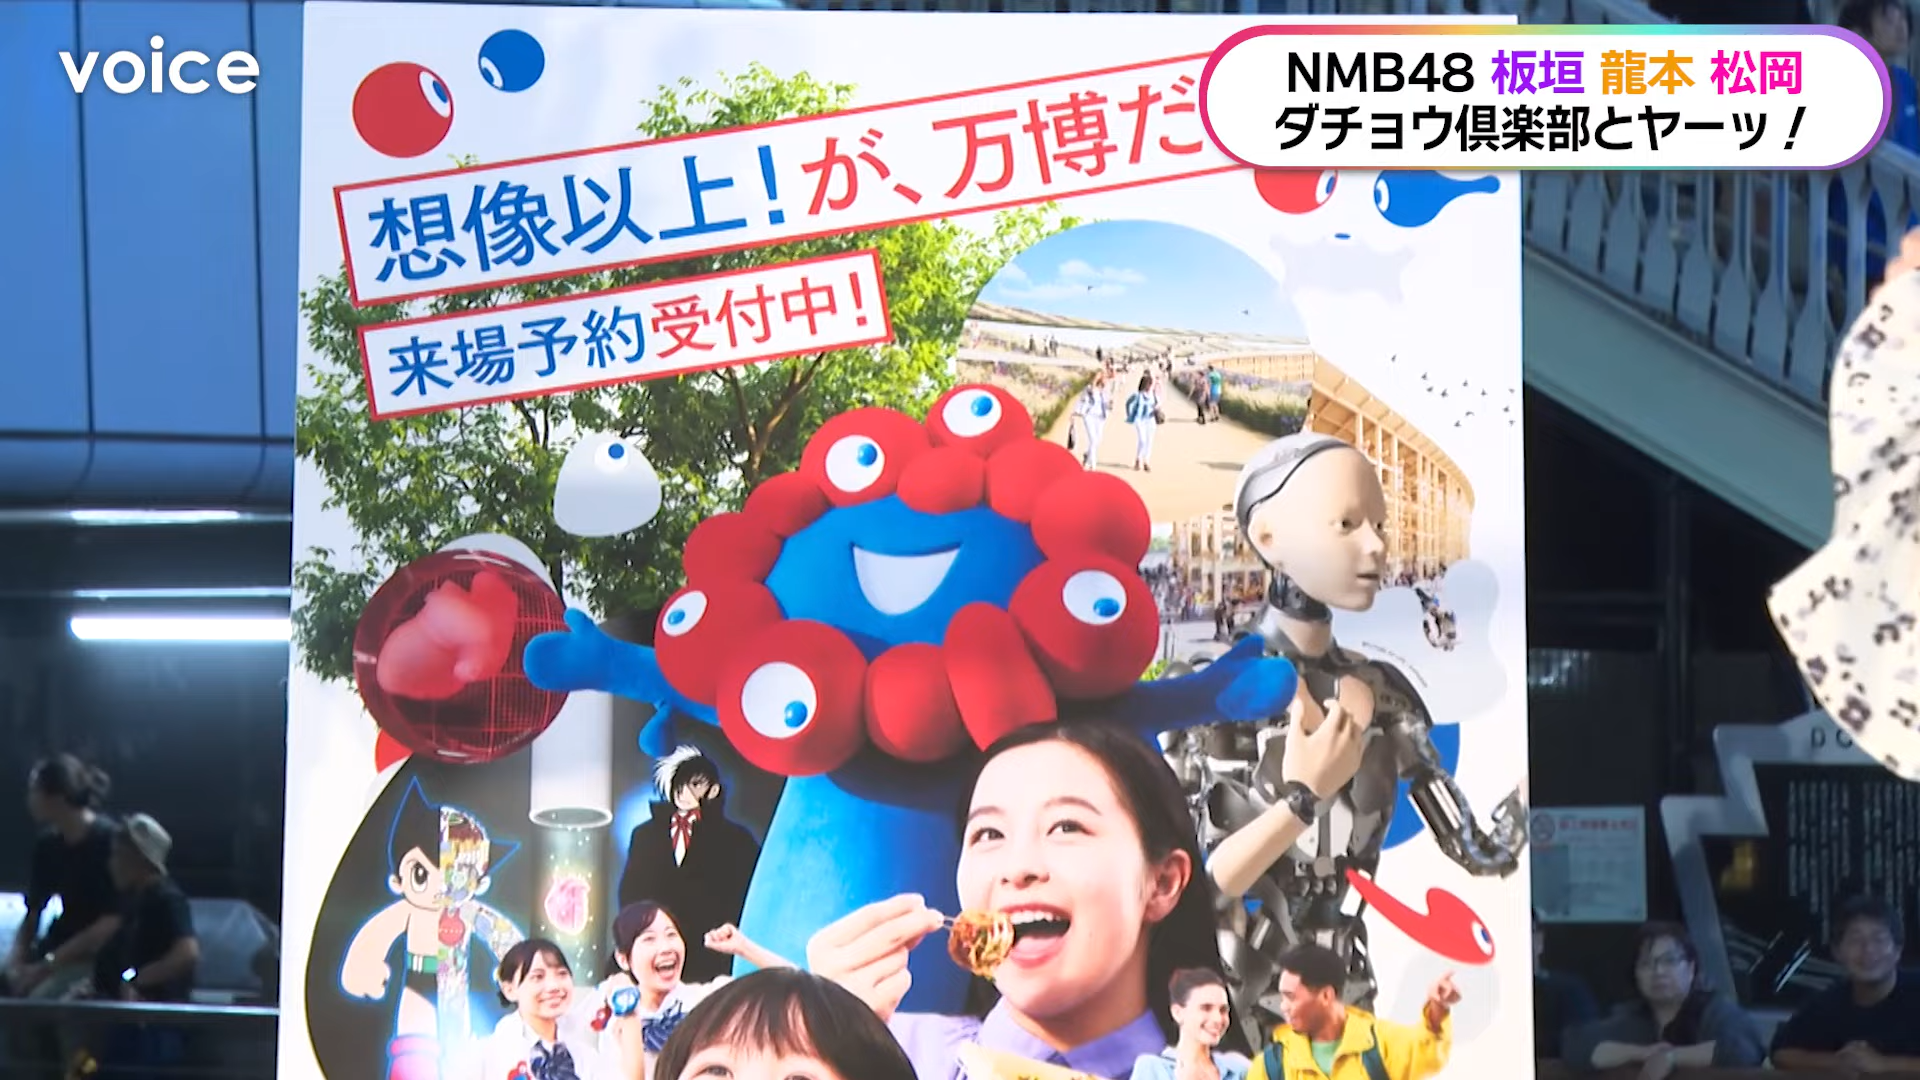 voice
NMB48 板垣 龍本 松岡
ダチョウ倶楽部とヤーッ!
想像以上!が、万博だ
来場予約受付中!